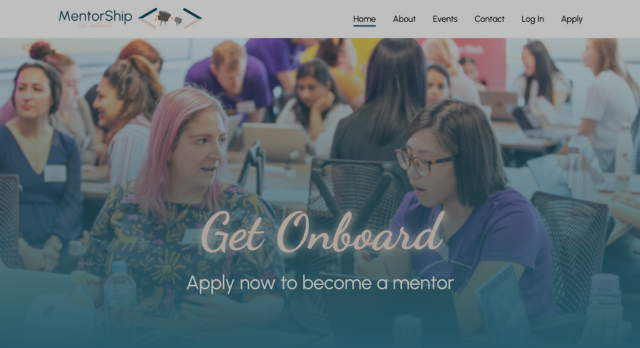 MentorShip
Home About Events Contact Log In Apply
Get Onboard
Apply now to become a mentor